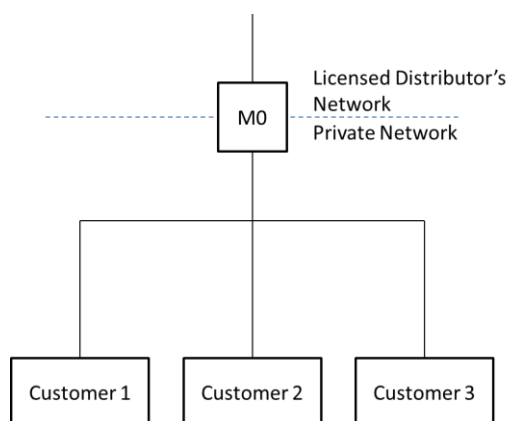 Licensed Distributor's
Network
M0
Private Network
Customer 1
Customer 2
Customer 3